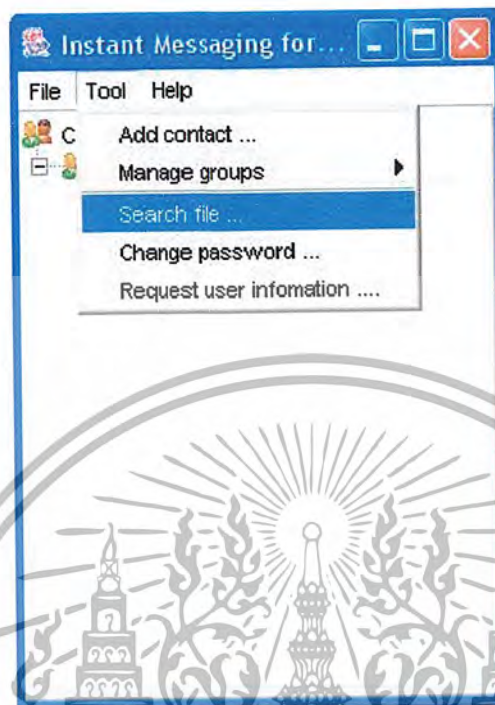 Instant Messaging for...
File Tool Help
C
Add contact ...
Manage groups
Search file ...
Change password ...
Request user infomation ....